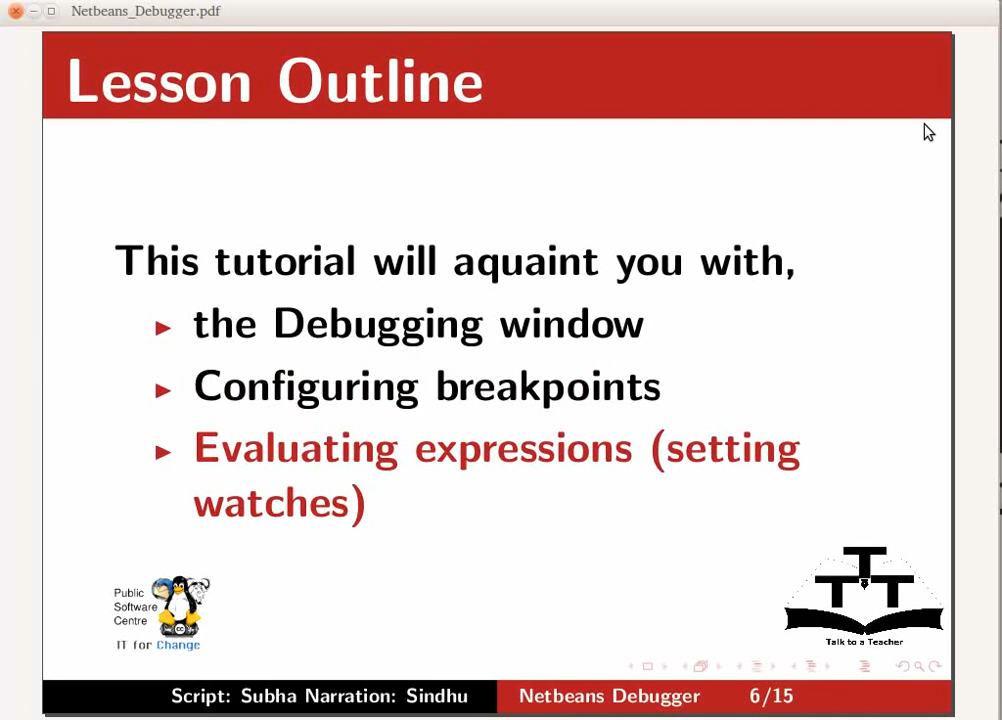 Netbeans_Debugger.pdf
Lesson Outline
This tutorial will aquaint you with,
the Debugging window
Configuring breakpoints
Evaluating expressions (setting
watches)
Public
Software
Centre
IT for Change
TTT
Talk to a Teacher
Script: Subha Narration: Sindhu Netbeans Debugger 6/15